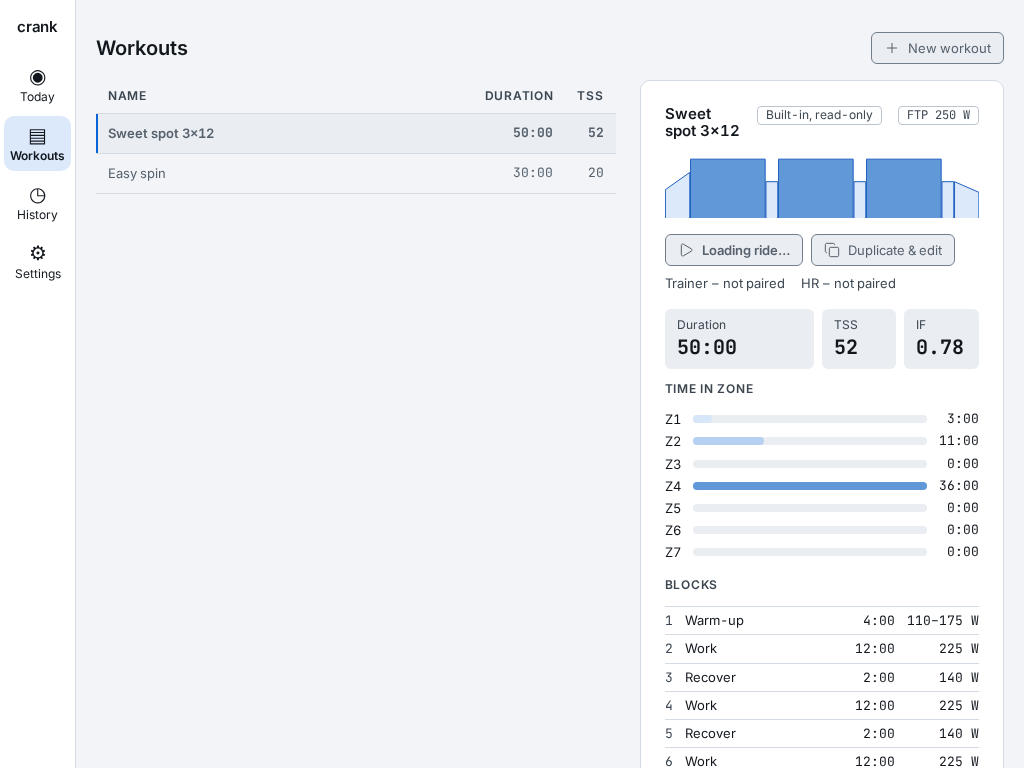 crank
Today
Workouts
History
Settings
Workouts
New workout
NAME DURATION TSS
Sweet spot 3×12 50:00 52
Easy spin 30:00 20
Sweet spot 3×12
Built-in, read-only
FTP 250 W
Loading ride…
Duplicate & edit
Trainer – not paired HR – not paired
Duration
50:00
TSS
52
IF
0.78
TIME IN ZONE
Z1 3:00
Z2 11:00
Z3 0:00
Z4 36:00
Z5 0:00
Z6 0:00
Z7 0:00
BLOCKS
1 Warm-up 4:00 110–175 W
2 Work 12:00 225 W
3 Recover 2:00 140 W
4 Work 12:00 225 W
5 Recover 2:00 140 W
6 Work 12:00 225 W